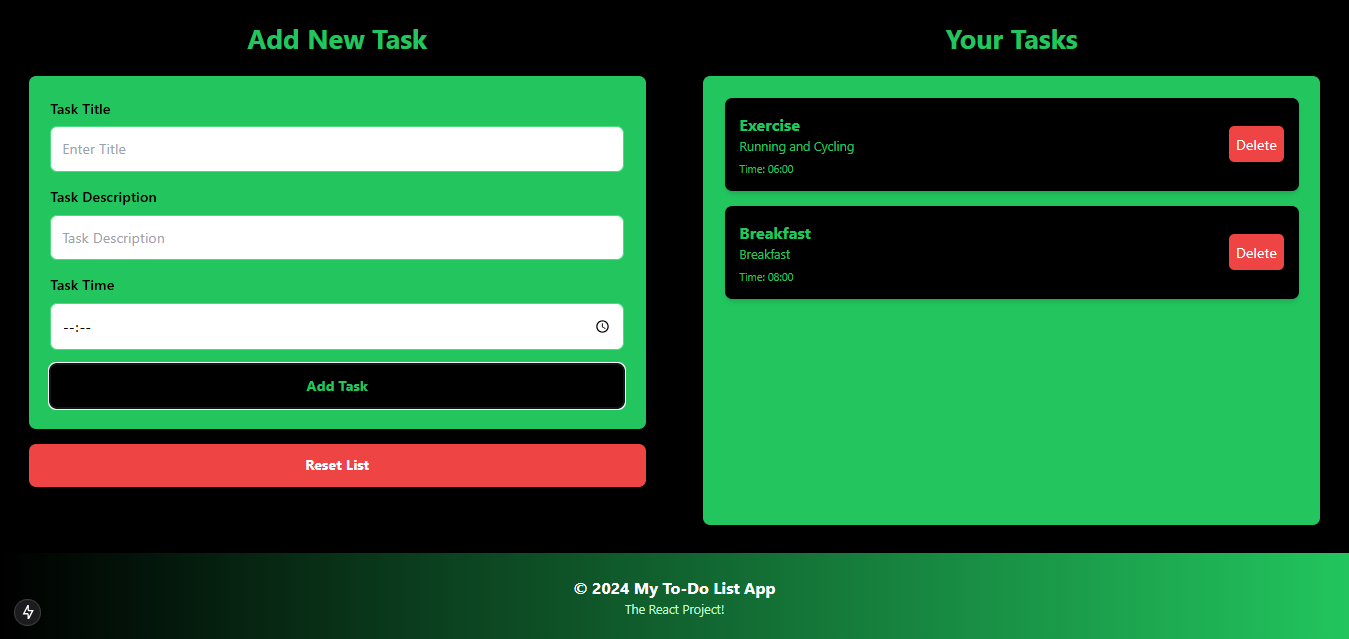 Add New Task
Task Title
Enter Title
Task Description
Task Description
Task Time
--:--
Add Task
Reset List
Your Tasks
Exercise
Running and Cycling
Time: 06:00
Delete
Breakfast
Breakfast
Time: 08:00
Delete
© 2024 My To-Do List App
The React Project!